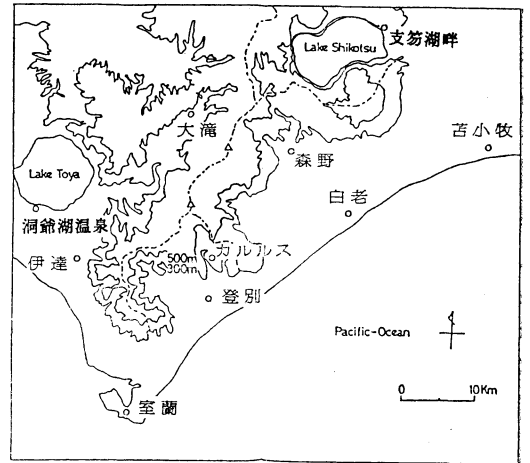 支笏湖畔
Lake Shikotsu
大滝
苫小牧
森野
Lake Toya
白老
洞爺湖温泉
伊達
500m
300m
カルルス
登別
Pacific-Ocean
0 10Km
室蘭